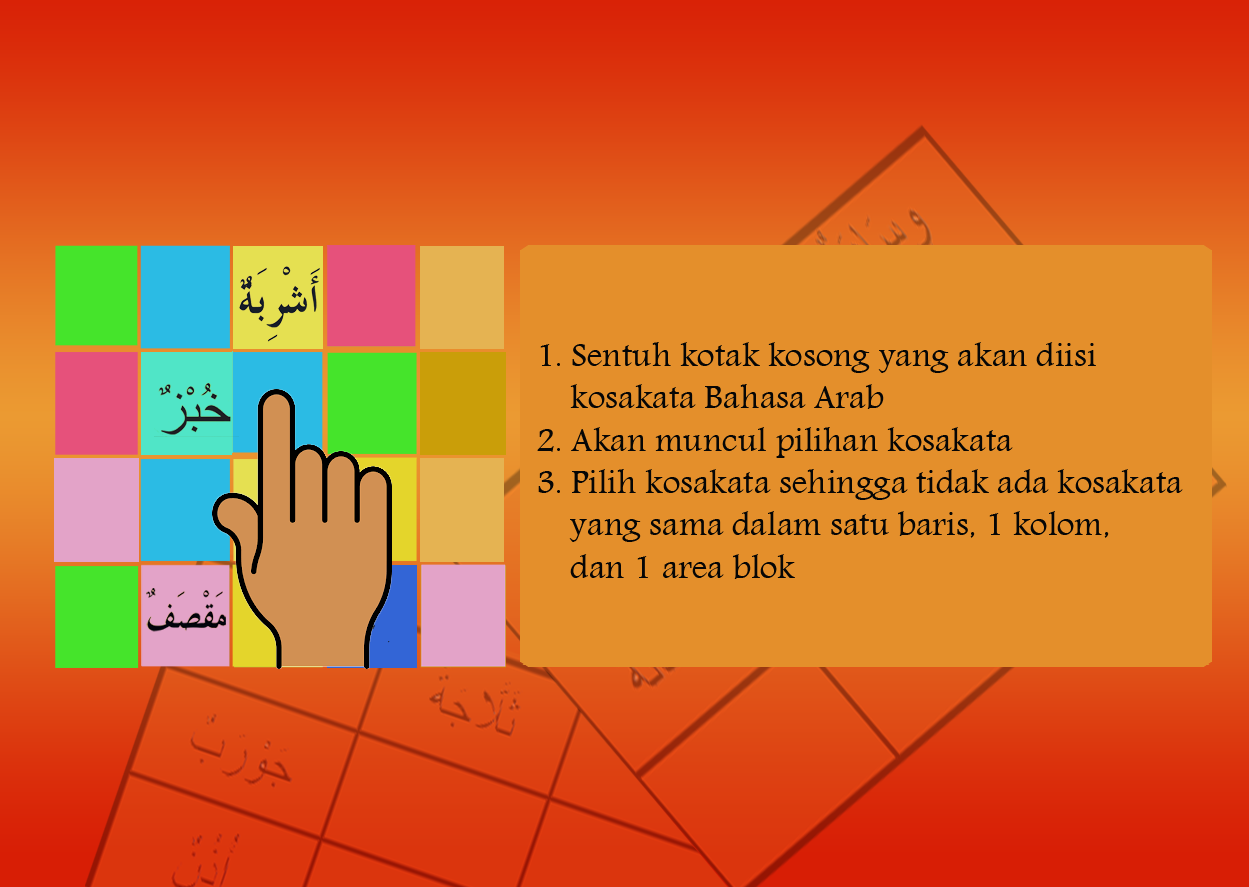 أَشْرِبَةٌ
خُبْزٌ
مَقْصَفٌ
1. Sentuh kotak kosong yang akan diisi
kosakata Bahasa Arab
2. Akan muncul pilihan kosakata
3. Pilih kosakata sehingga tidak ada kosakata
yang sama dalam satu baris, 1 kolom,
dan 1 area blok
ثَلَّاجَة
جَوْرَبٌ